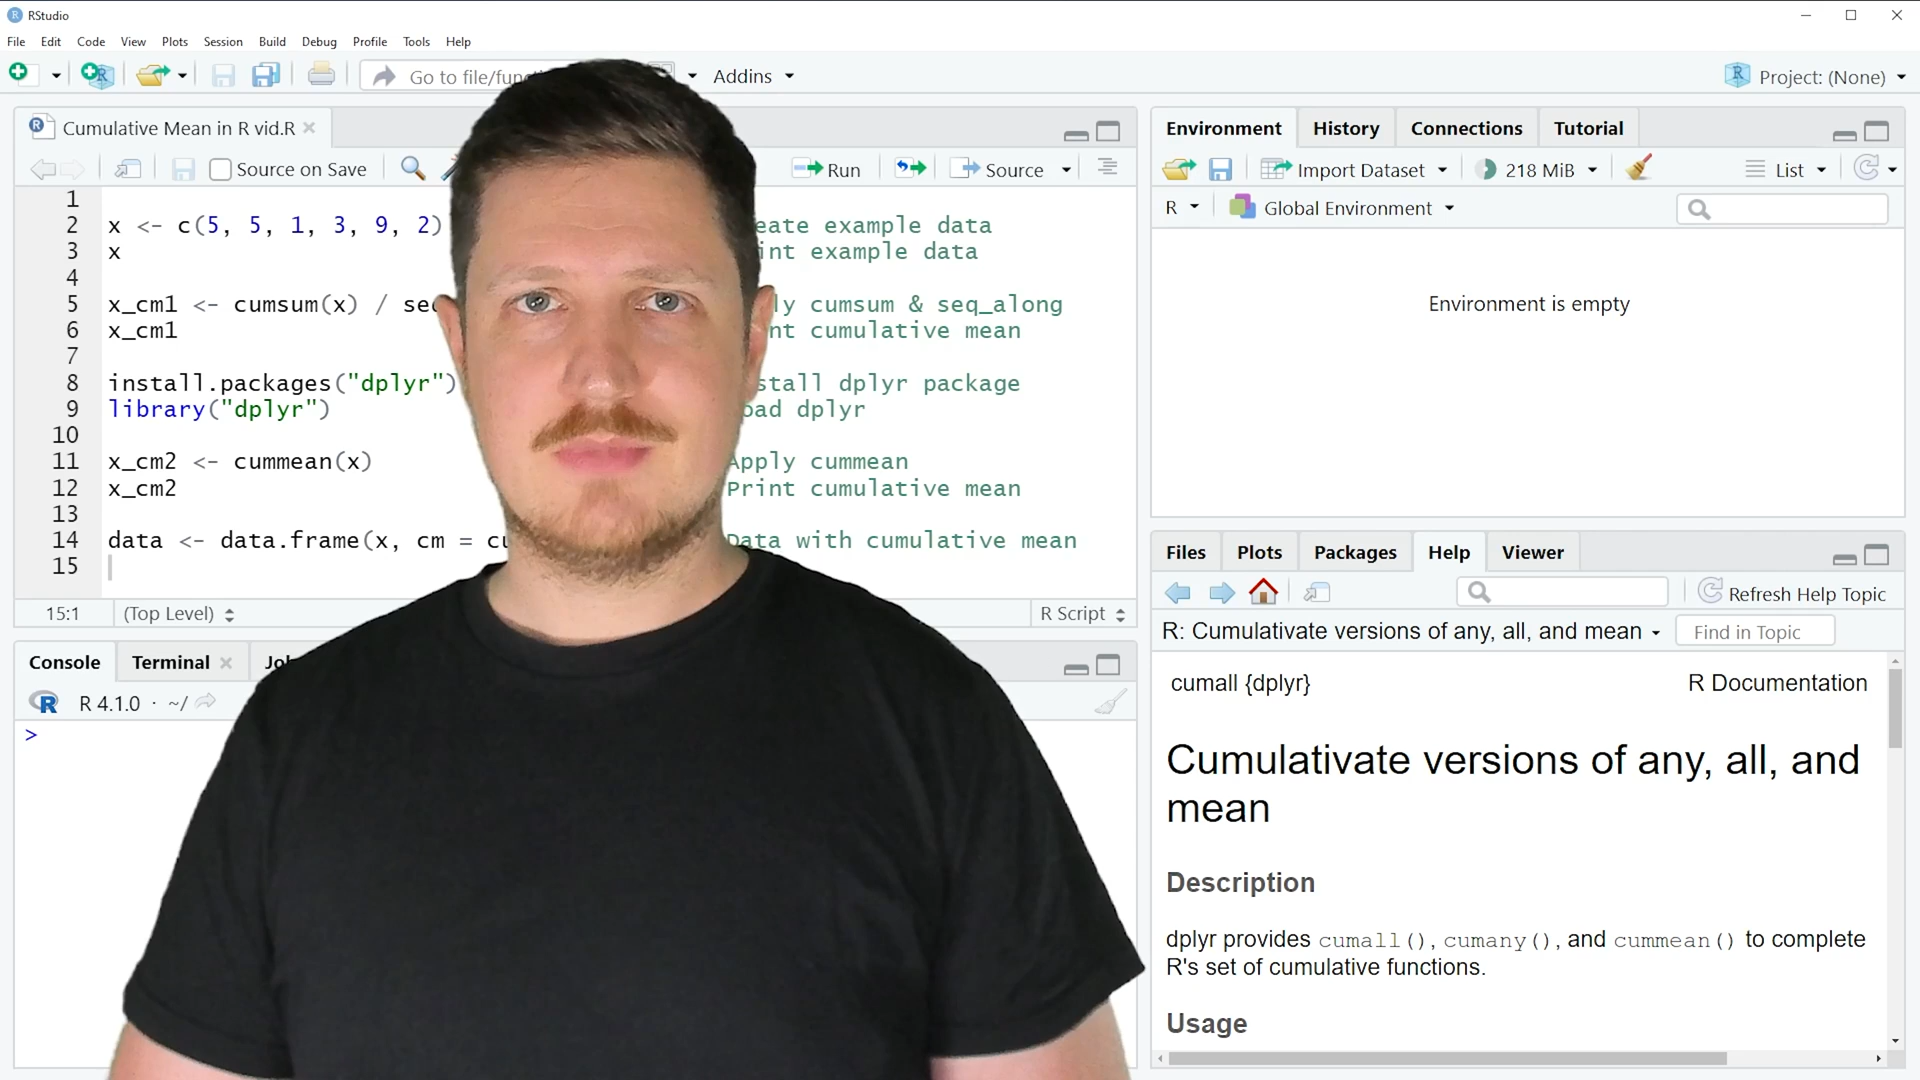 RStudio
File Edit Code View Plots Session Build Debug Profile Tools Help
Go to file/func
Addins
Project: (None)
Cumulative Mean in R vid.R
Source on Save
Run
Source
1
2 x <- c(5, 5, 1, 3, 9, 2) eate example data
3 x int example data
4
5 x_cm1 <- cumsum(x) / se ly cumsum & seq_along
6 x_cm1 nt cumulative mean
7
8 install.packages("dplyr") stall dplyr package
9 library("dplyr") oad dplyr
10
11 x_cm2 <- cummean(x) Apply cummean
12 x_cm2 Print cumulative mean
13
14 data <- data.frame(x, cm = cu Data with cumulative mean
15
15:1 (Top Level) R Script
Console Terminal Jo
R 4.1.0 · ~/
>
Environment History Connections Tutorial
Import Dataset 218 MiB List
R Global Environment
Environment is empty
Files Plots Packages Help Viewer
Refresh Help Topic
R: Cumulativate versions of any, all, and mean Find in Topic
cumall {dplyr} R Documentation
Cumulativate versions of any, all, and
mean
Description
dplyr provides cumall(), cumany(), and cummean() to complete
R's set of cumulative functions.
Usage